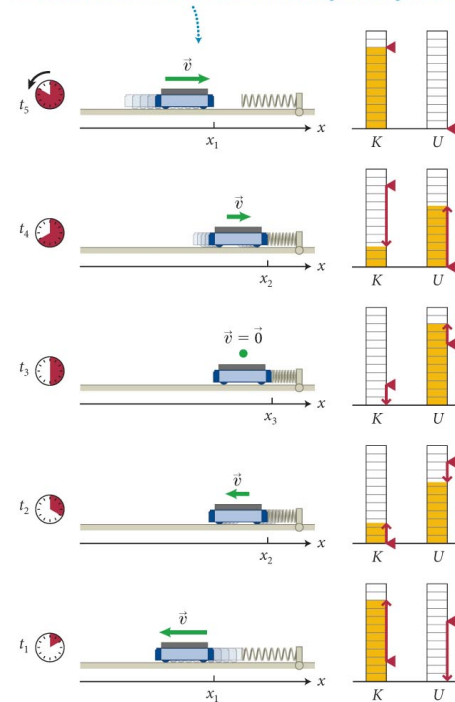 v⃗
t₅
x
x₁
K U
v⃗
t₄
x
x₂
K U
v⃗ = 0⃗
t₃
x
x₃
K U
v⃗
t₂
x
x₂
K U
v⃗
t₁
x
x₁
K U